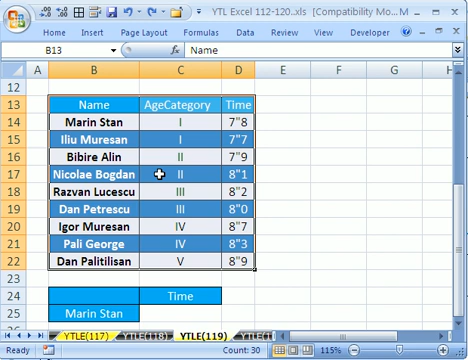 YTL Excel 112-120..xls [Compatibility Mo...
Home Insert Page Layout Formulas Data Review View Developer
B13 fx Name
A B C D E F G H
12
13 Name AgeCategory Time
14 Marin Stan I 7"8
15 Iliu Muresan I 7"7
16 Bibire Alin II 7"9
17 Nicolae Bogdan II 8"1
18 Razvan Lucescu III 8"2
19 Dan Petrescu III 8"0
20 Igor Muresan IV 8"7
21 Pali George IV 8"3
22 Dan Palitilisan V 8"9
23
24 Time
25 Marin Stan
YTLE(117) YTLE(118) YTLE(119)
Ready Count: 30 115%